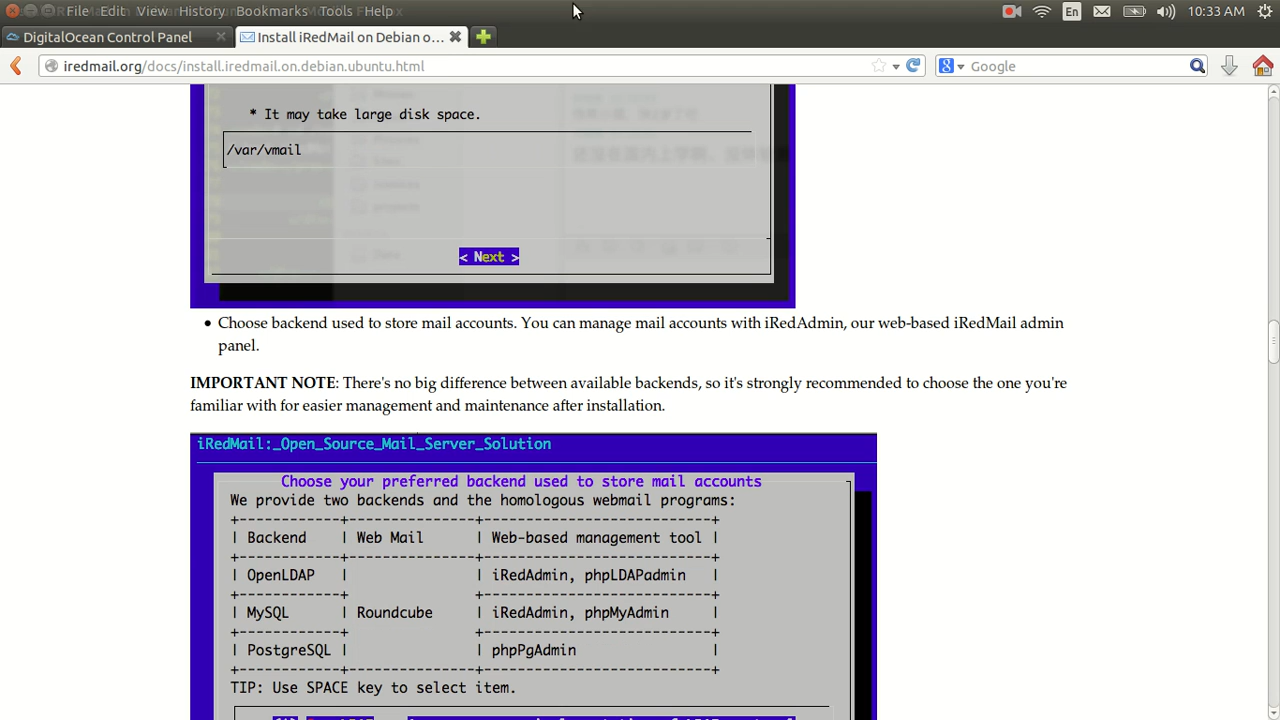 File Edit View History Bookmarks Tools Help
En 10:33 AM
DigitalOcean Control Panel
Install iRedMail on Debian o...
iredmail.org/docs/install.iredmail.on.debian.ubuntu.html
Google
* It may take large disk space.
/var/vmail
< Next >
Choose backend used to store mail accounts. You can manage mail accounts with iRedAdmin, our web-based iRedMail admin
panel.
IMPORTANT NOTE: There's no big difference between available backends, so it's strongly recommended to choose the one you're
familiar with for easier management and maintenance after installation.
iRedMail:_Open_Source_Mail_Server_Solution
Choose your preferred backend used to store mail accounts
We provide two backends and the homologous webmail programs:
+------------+---------------+---------------------------+
| Backend | Web Mail | Web-based management tool |
+------------+---------------+---------------------------+
| OpenLDAP | | iRedAdmin, phpLDAPadmin |
+------------+ +---------------------------+
| MySQL | Roundcube | iRedAdmin, phpMyAdmin |
+------------+ +---------------------------+
| PostgreSQL | | phpPgAdmin |
+------------+---------------+---------------------------+
TIP: Use SPACE key to select item.